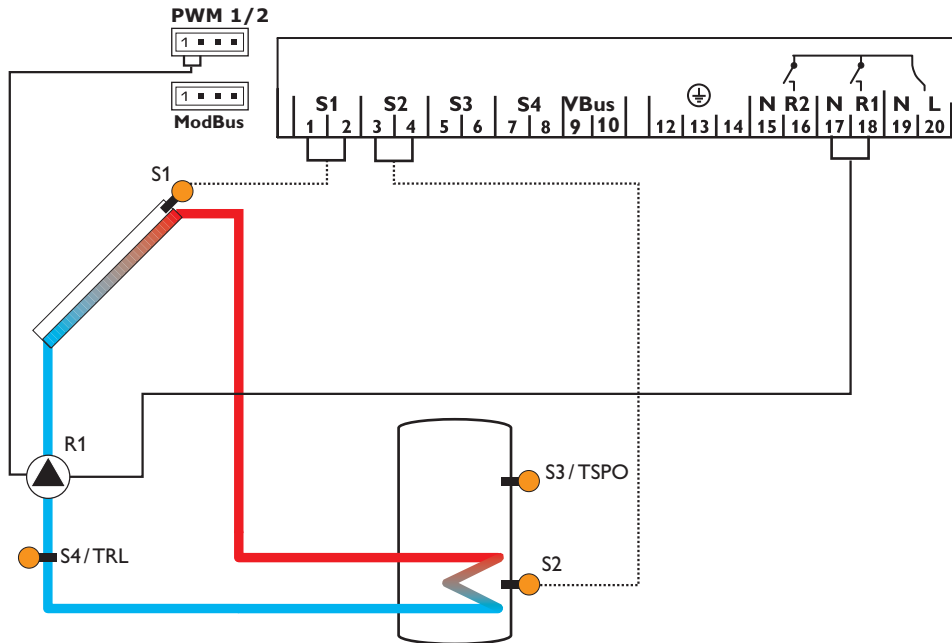 PWM 1/2
1
1
ModBus
S1 S2 S3 S4 VBus N R2 N R1 N L
1 2 3 4 5 6 7 8 9 10 12 13 14 15 16 17 18 19 20
S1
R1
S3 / TSPO
S4 / TRL
S2